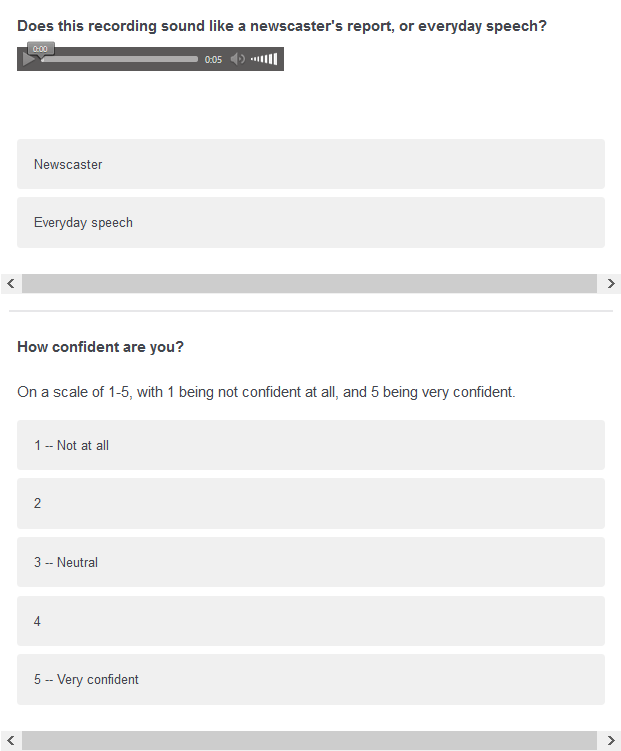 Does this recording sound like a newscaster's report, or everyday speech?
0:00
0:05
Newscaster
Everyday speech
How confident are you?
On a scale of 1-5, with 1 being not confident at all, and 5 being very confident.
1 -- Not at all
2
3 -- Neutral
4
5 -- Very confident